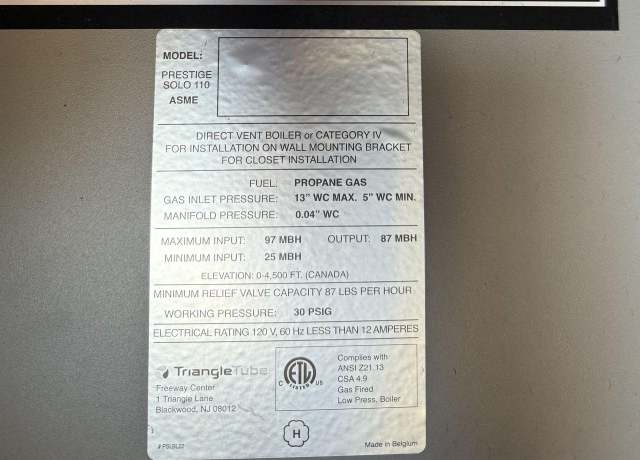 MODEL:
PRESTIGE
SOLO 110
ASME
DIRECT VENT BOILER or CATEGORY IV
FOR INSTALLATION ON WALL MOUNTING BRACKET
FOR CLOSET INSTALLATION
FUEL: PROPANE GAS
GAS INLET PRESSURE: 13" WC MAX. 5" WC MIN.
MANIFOLD PRESSURE: 0.04" WC
MAXIMUM INPUT: 97 MBH OUTPUT: 87 MBH
MINIMUM INPUT: 25 MBH
ELEVATION: 0-4,500 FT. (CANADA)
MINIMUM RELIEF VALVE CAPACITY 87 LBS PER HOUR
WORKING PRESSURE: 30 PSIG
ELECTRICAL RATING 120 V, 60 Hz LESS THAN 12 AMPERES
TriangleTube
Freeway Center
1 Triangle Lane
Blackwood, NJ 08012
C ETL LISTED US
Complies with
ANSI Z21.13
CSA 4.9
Gas Fired
Low Press. Boiler
H
# PSLBL22
Made in Belgium